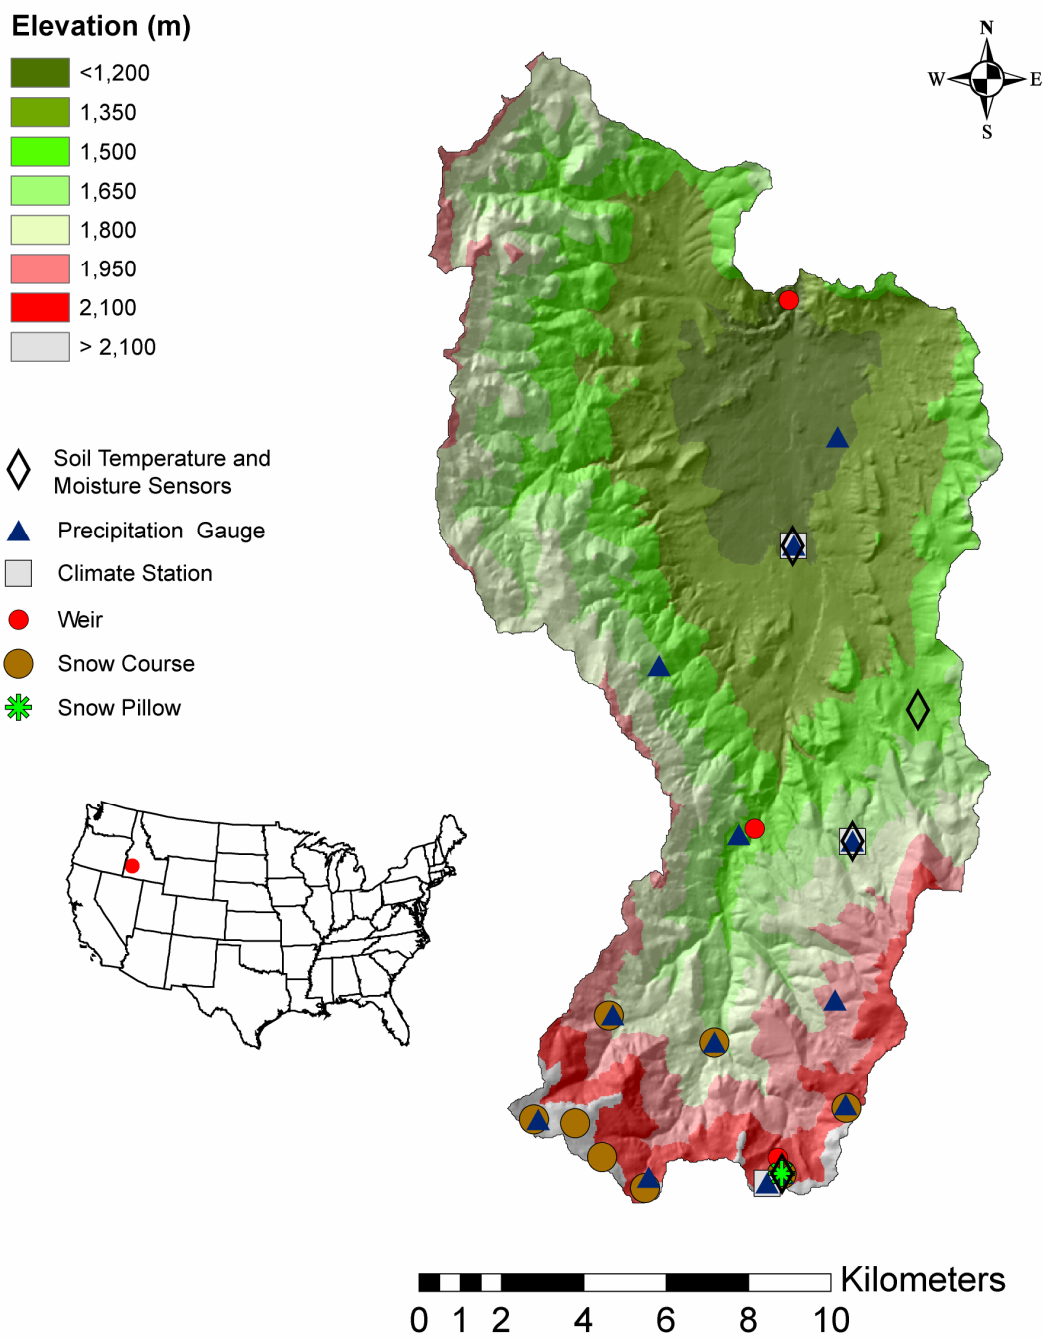 Elevation (m)
<1,200
1,350
1,500
1,650
1,800
1,950
2,100
> 2,100
N
W E
S
Soil Temperature and
Moisture Sensors
Precipitation Gauge
Climate Station
Weir
Snow Course
Snow Pillow
Kilometers
0 1 2 4 6 8 10